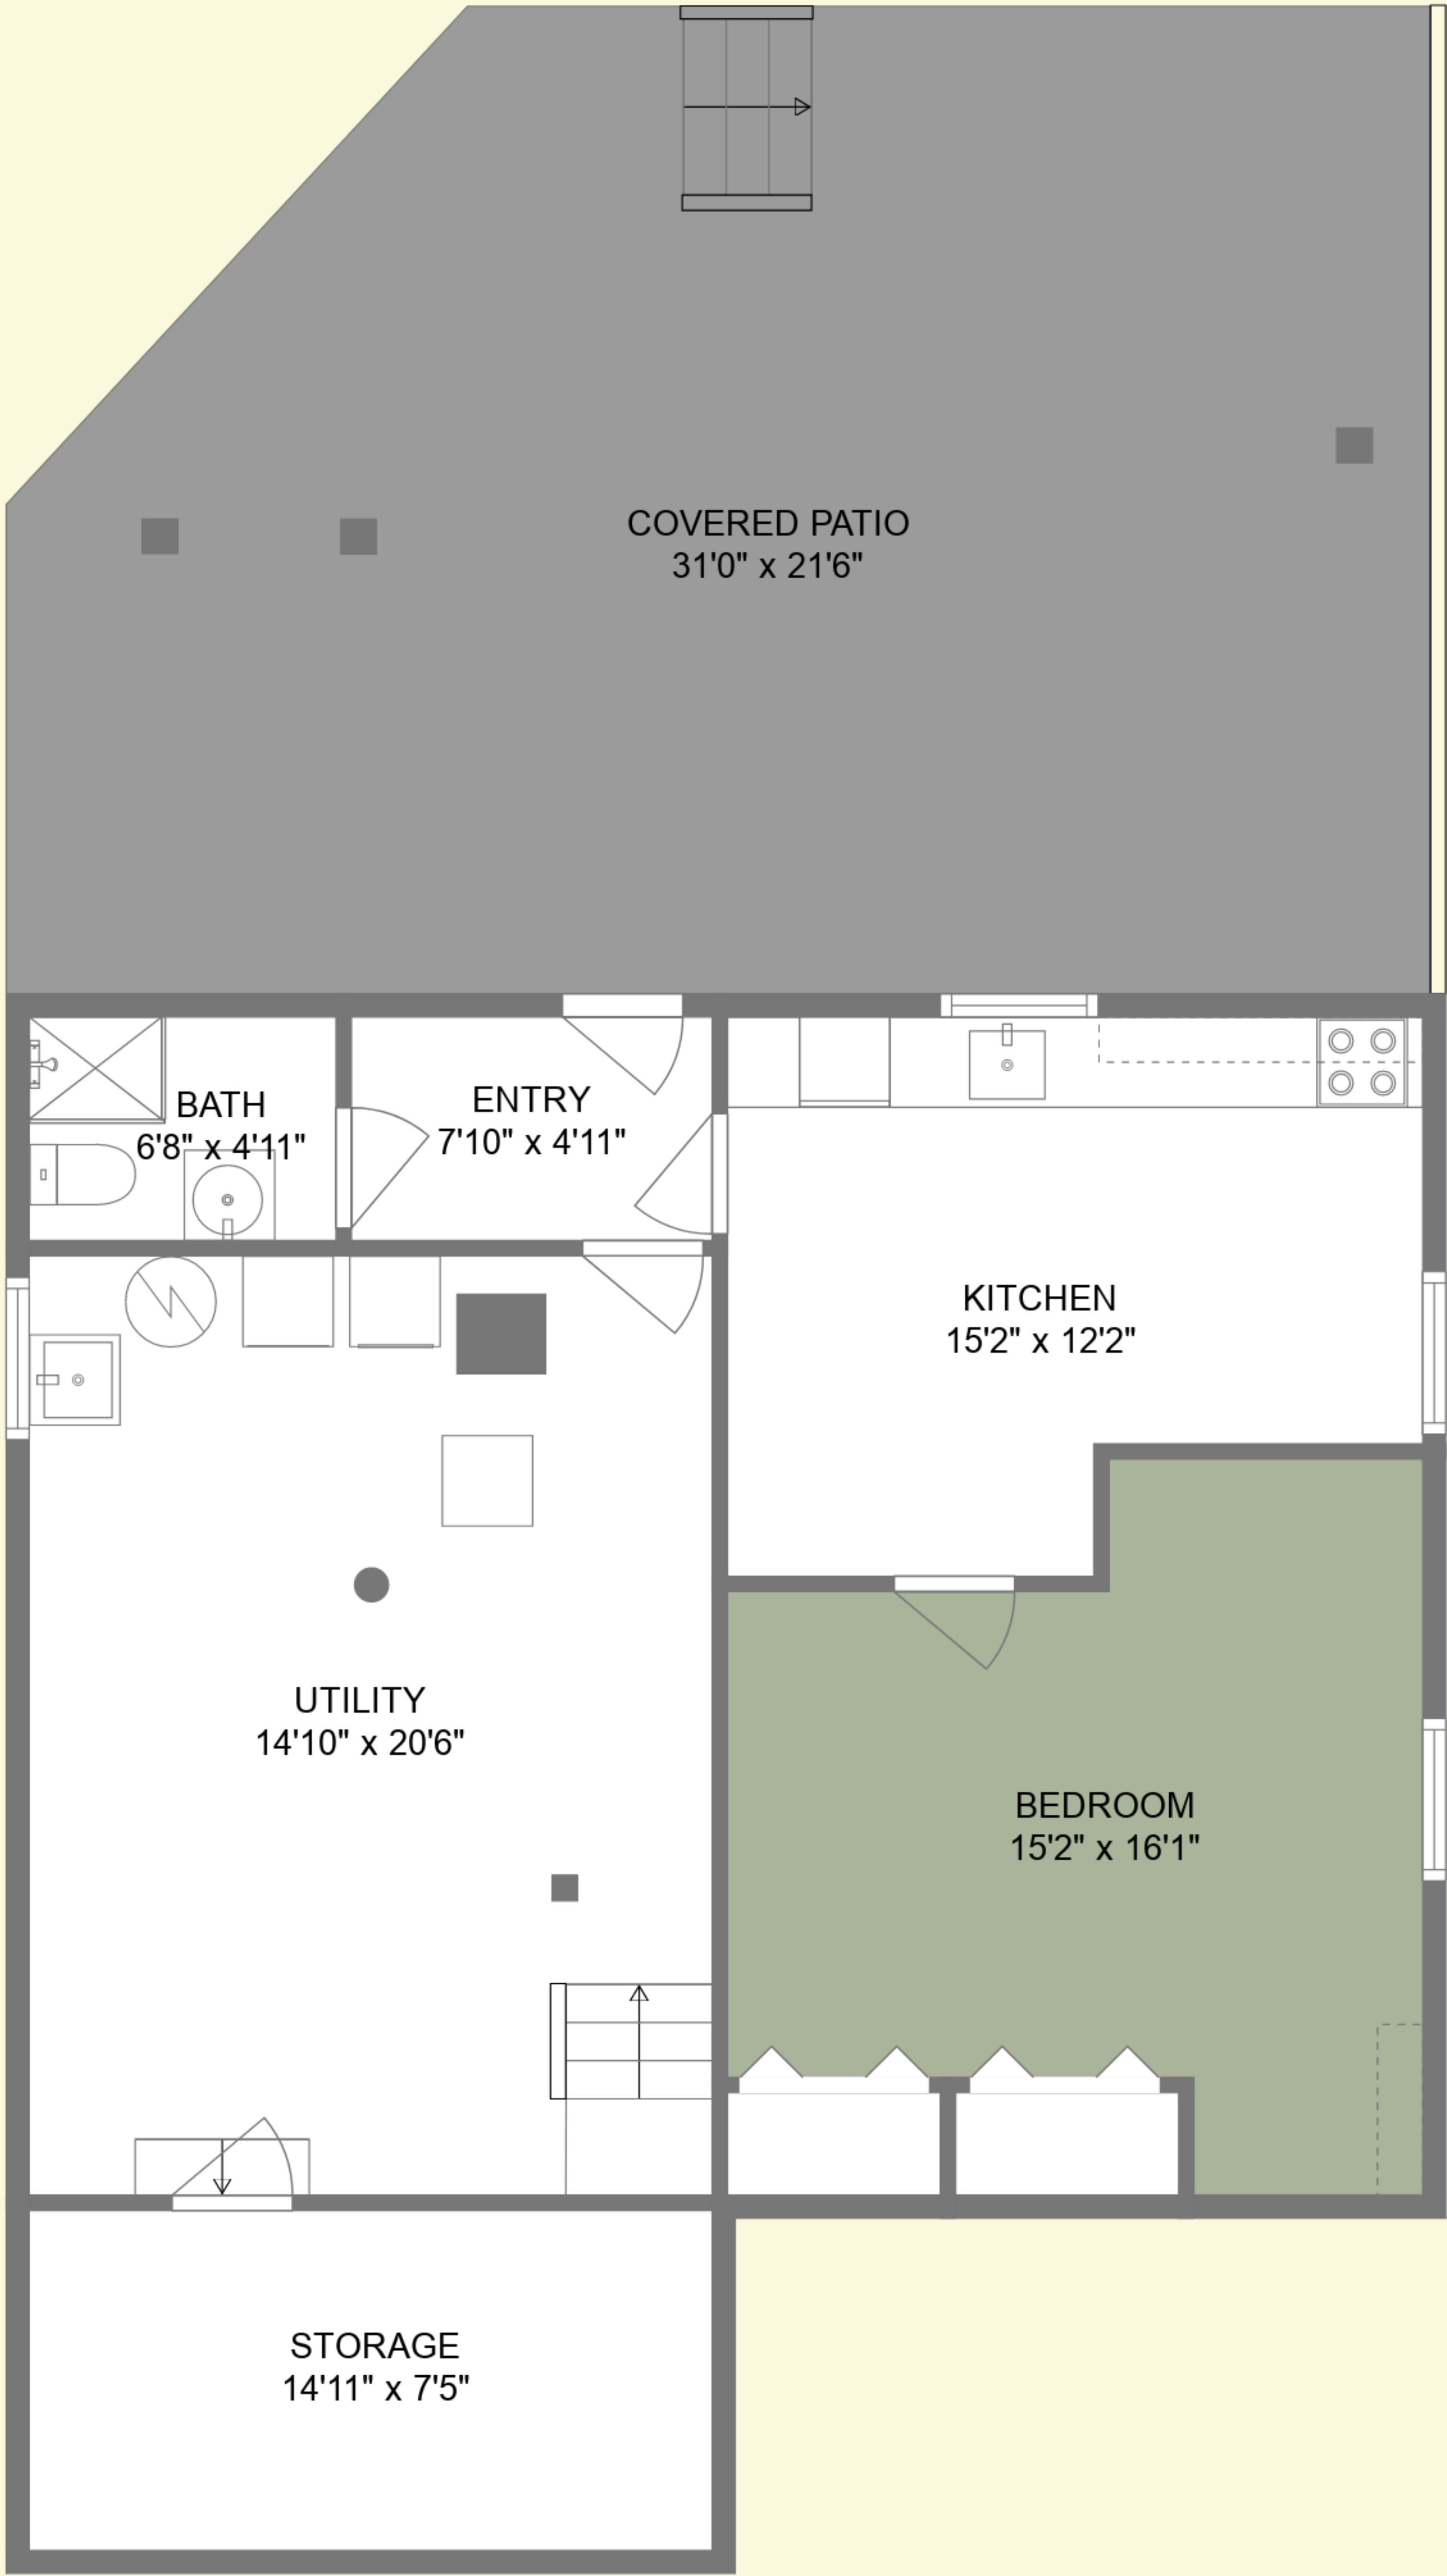 COVERED PATIO
31'0" x 21'6"
BATH
6'8" x 4'11"
ENTRY
7'10" x 4'11"
KITCHEN
15'2" x 12'2"
UTILITY
14'10" x 20'6"
BEDROOM
15'2" x 16'1"
STORAGE
14'11" x 7'5"